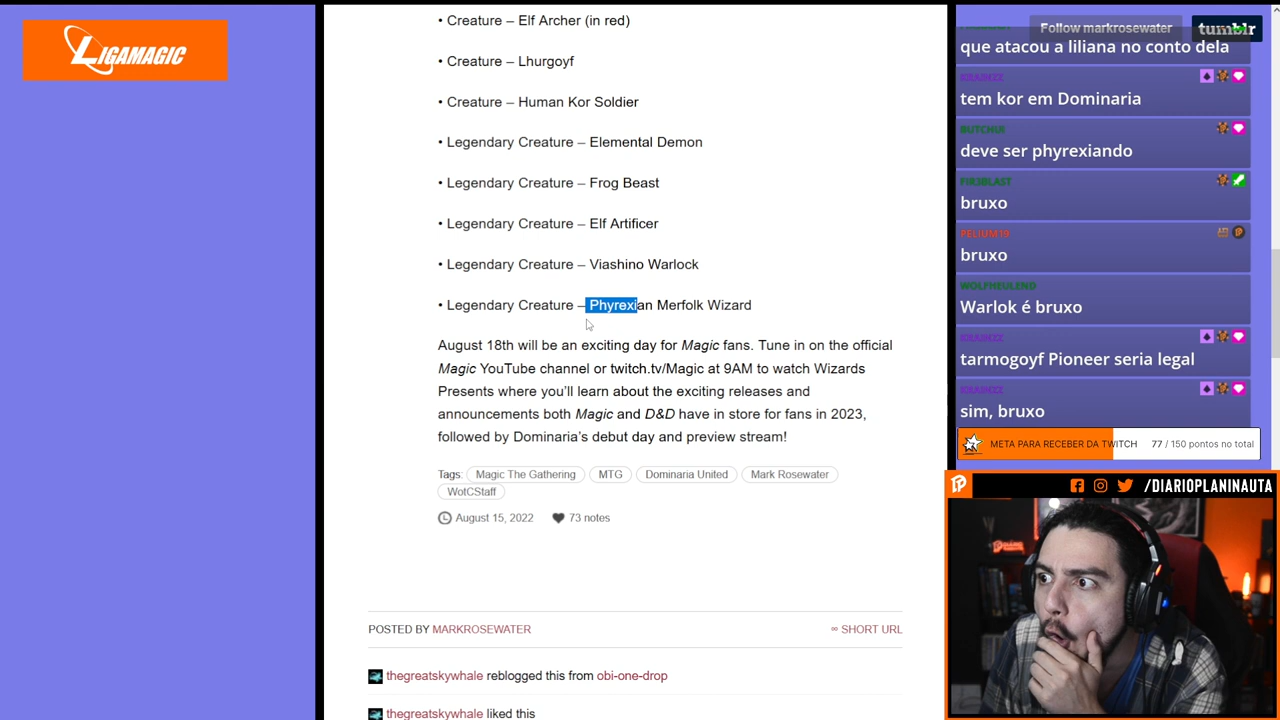 LIGAMAGIC
• Creature – Elf Archer (in red)
• Creature – Lhurgoyf
• Creature – Human Kor Soldier
• Legendary Creature – Elemental Demon
• Legendary Creature – Frog Beast
• Legendary Creature – Elf Artificer
• Legendary Creature – Viashino Warlock
• Legendary Creature – Phyrexian Merfolk Wizard
August 18th will be an exciting day for Magic fans. Tune in on the official
Magic YouTube channel or twitch.tv/Magic at 9AM to watch Wizards
Presents where you’ll learn about the exciting releases and
announcements both Magic and D&D have in store for fans in 2023,
followed by Dominaria’s debut day and preview stream!
Tags: Magic The Gathering MTG Dominaria United Mark Rosewater
WotCStaff
August 15, 2022 73 notes
POSTED BY MARKROSEWATER
∞ SHORT URL
thegreatskywhale reblogged this from obi-one-drop
thegreatskywhale liked this
Follow markrosewater
tumblr
que atacou a liliana no conto dela
tem kor em Dominaria
deve ser phyrexiando
FIREBLAST
bruxo
PELIUM19
bruxo
WOLFHEULEND
Warlok é bruxo
tarmogoyf Pioneer seria legal
sim, bruxo
META PARA RECEBER DA TWITCH 77 / 150 pontos no total
/DIARIOPLANINAUTA